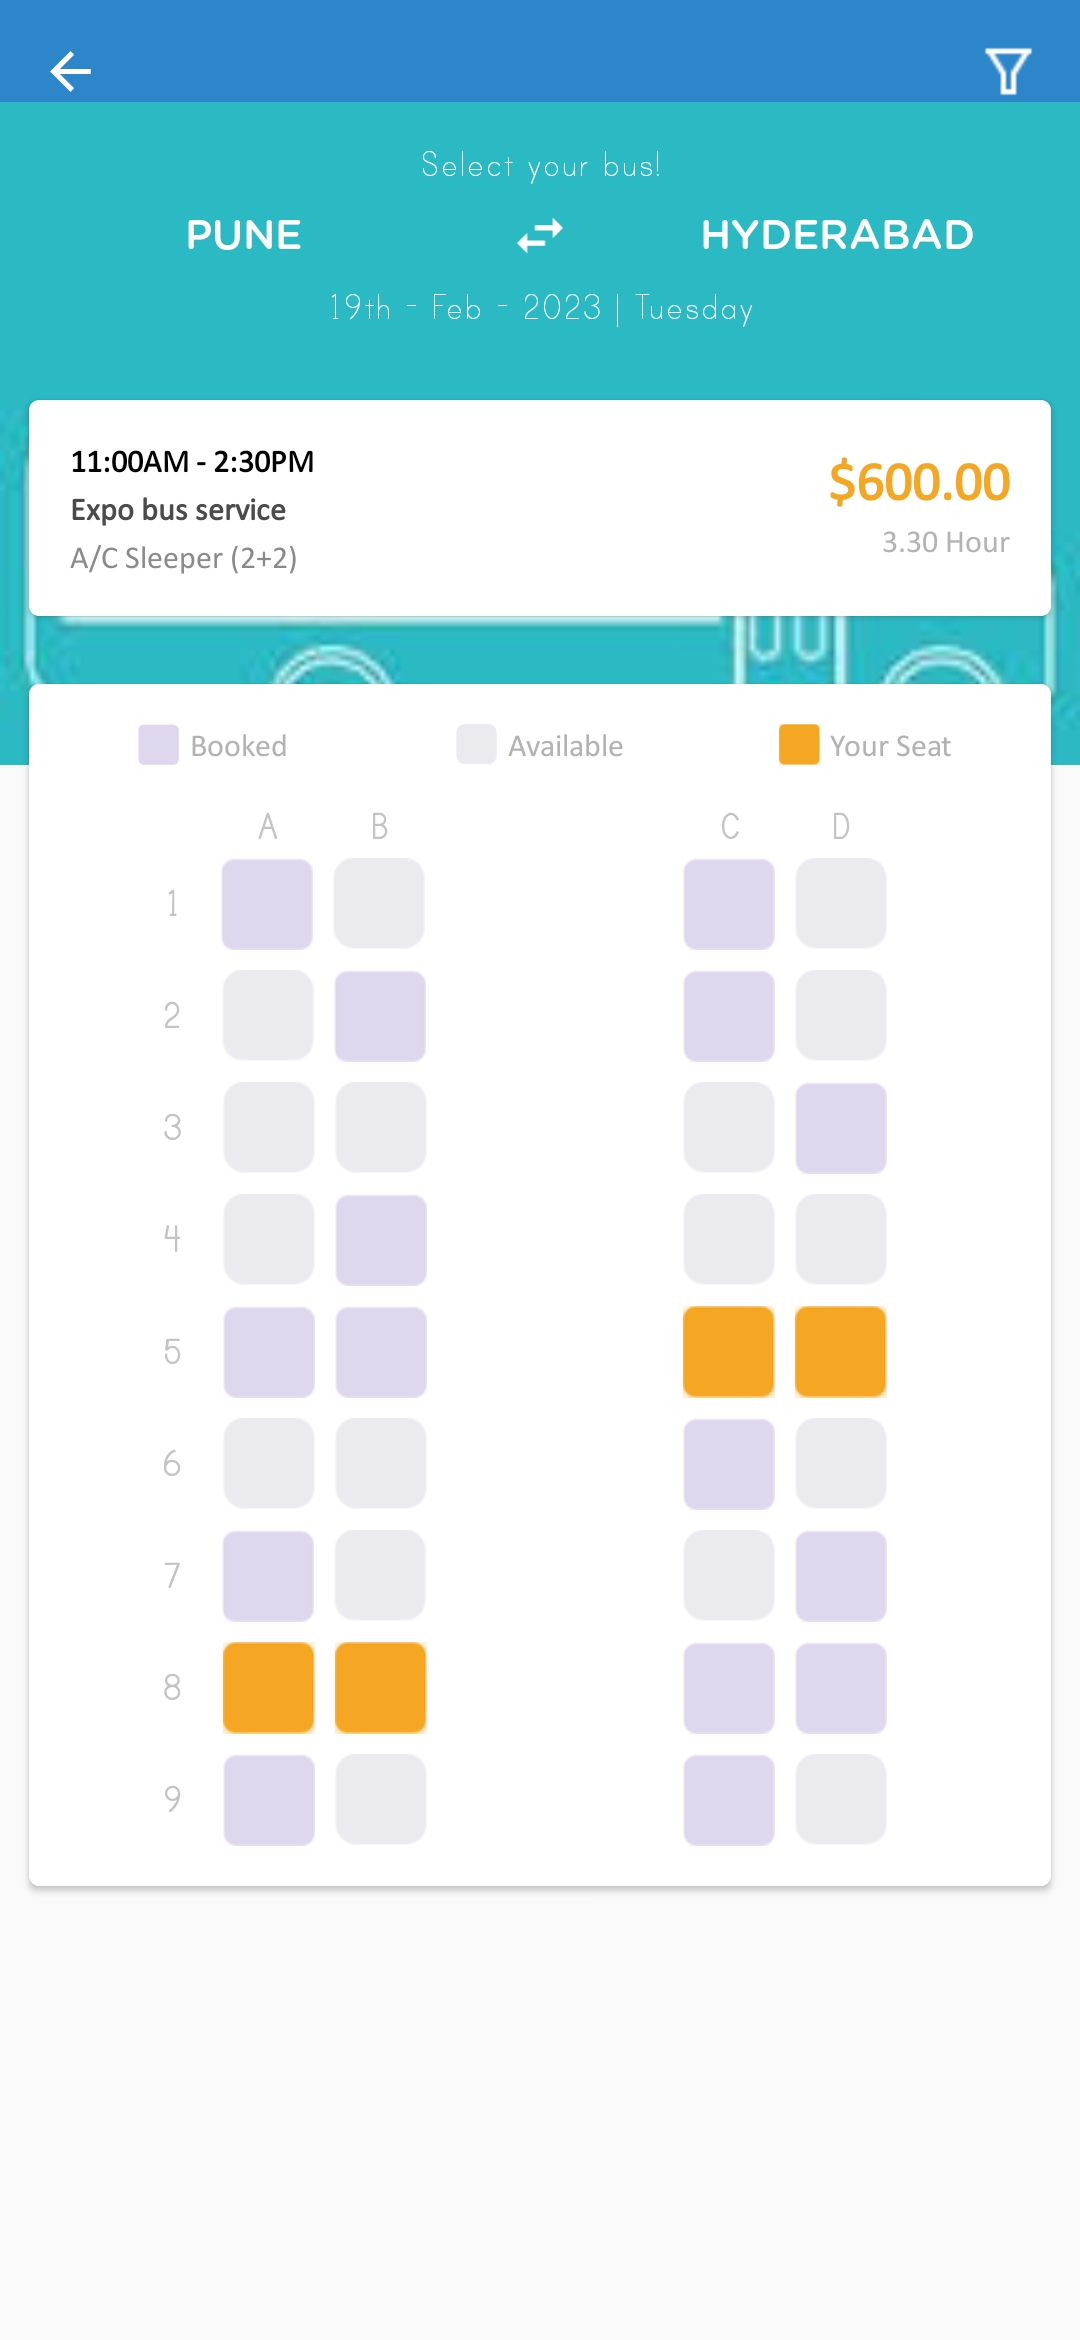 Select your bus!
PUNE HYDERABAD
19th - Feb - 2023 | Tuesday
11:00AM - 2:30PM
Expo bus service
A/C Sleeper (2+2)
$600.00
3.30 Hour
Booked Available Your Seat
A B C D
1
2
3
4
5
6
7
8
9